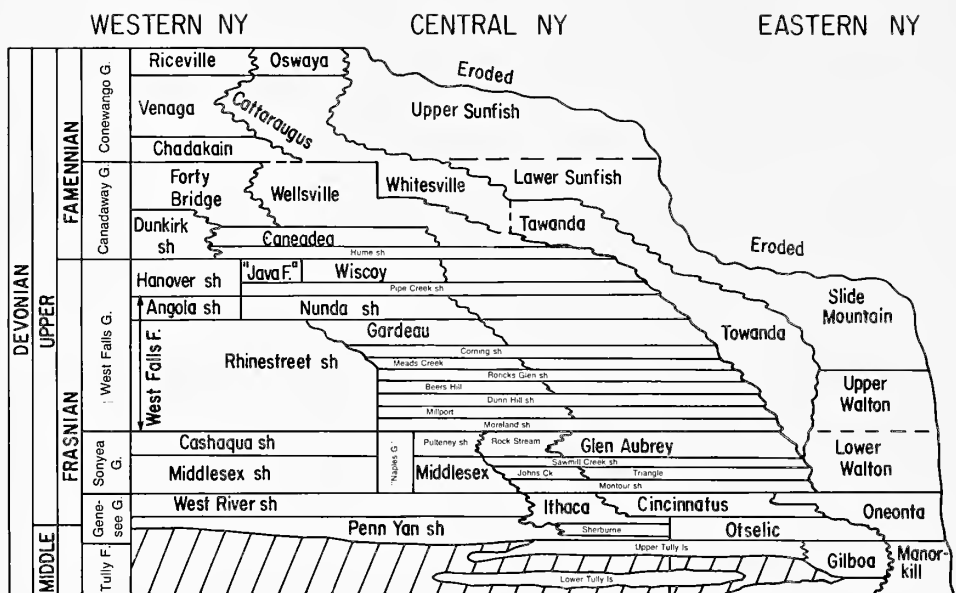 WESTERN NY
CENTRAL NY
EASTERN NY
DEVONIAN
UPPER
MIDDLE
FAMENNIAN
FRASNIAN
Conewango G.
Canadaway G.
West Falls G.
Sonyea
G.
Gene-
see G.
Tully F.
Riceville
Oswaya
Eroded
Venaga
Cattaraugus
Upper Sunfish
Chadakain
Forty
Bridge
Wellsville
Whitesville
Lower Sunfish
Dunkirk
sh
Caneadea
Tawanda
Hume sh
Eroded
Hanover sh
"Java F."
Wiscoy
Pipe Creek sh
Slide
Mountain
Angola sh
Nunda sh
West Falls F.
Gardeau
Towanda
Rhinestreet sh
Corning sh
Meads Creek
Roricks Glen sh
Beers Hill
Dunn Hill sh
Millport
Moreland sh
Upper
Walton
Cashaqua sh
"Naples G."
Pulteney sh
Rock Stream
Glen Aubrey
Lower
Walton
Sawmill Creek sh
Middlesex sh
Middlesex
Johns Ck
Triangle
Montour sh
West River sh
Ithaca
Cincinnatus
Oneonta
Penn Yan sh
Sherburne
Otselic
Upper Tully ls
Gilboa
Manor-
kill
Lower Tully ls